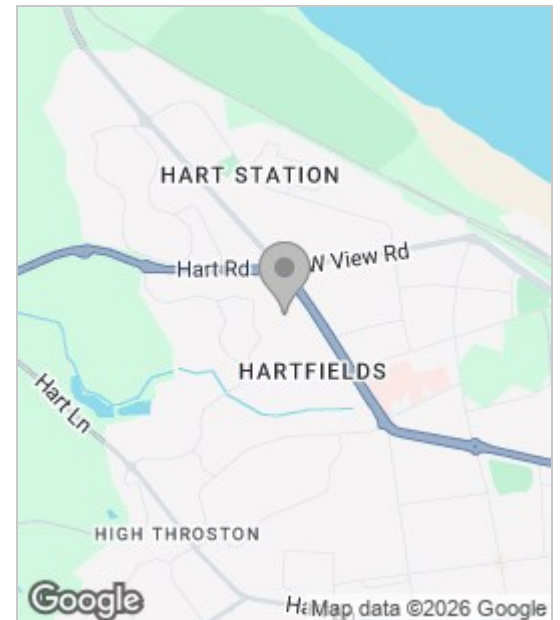 HART STATION
Hart Rd
W View Rd
HARTFIELDS
Hart Ln
HIGH THROSTON
Google
Map data ©2026 Google